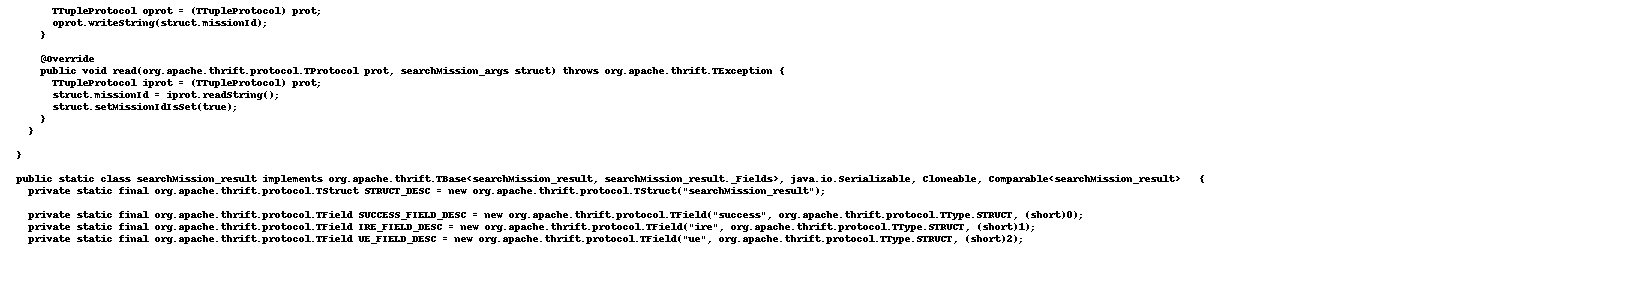 TTupleProtocol oprot = (TTupleProtocol) prot;
oprot.writeString(struct.missionId);
}
@Override
public void read(org.apache.thrift.protocol.TProtocol prot, searchMission_args struct) throws org.apache.thrift.TException {
TTupleProtocol iprot = (TTupleProtocol) prot;
struct.missionId = iprot.readString();
struct.setMissionIdIsSet(true);
}
}
}
public static class searchMission_result implements org.apache.thrift.TBase<searchMission_result, searchMission_result._Fields>, java.io.Serializable, Cloneable, Comparable<searchMission_result>   {
private static final org.apache.thrift.protocol.TStruct STRUCT_DESC = new org.apache.thrift.protocol.TStruct("searchMission_result");
private static final org.apache.thrift.protocol.TField SUCCESS_FIELD_DESC = new org.apache.thrift.protocol.TField("success", org.apache.thrift.protocol.TType.STRUCT, (short)0);
private static final org.apache.thrift.protocol.TField IRE_FIELD_DESC = new org.apache.thrift.protocol.TField("ire", org.apache.thrift.protocol.TType.STRUCT, (short)1);
private static final org.apache.thrift.protocol.TField UE_FIELD_DESC = new org.apache.thrift.protocol.TField("ue", org.apache.thrift.protocol.TType.STRUCT, (short)2);